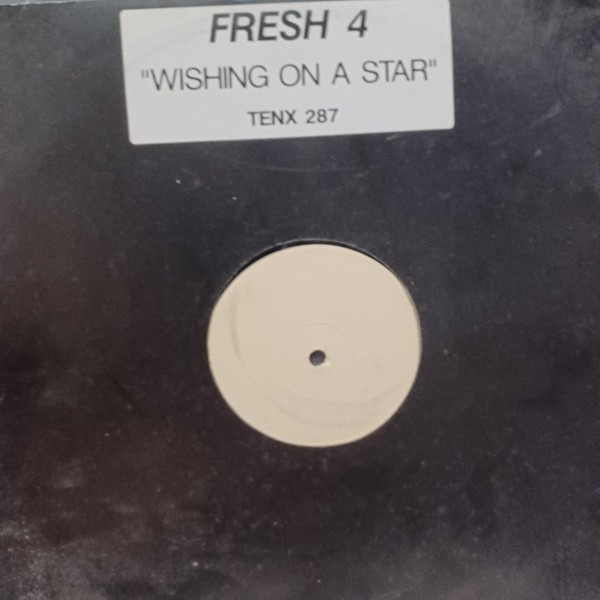 FRESH 4
"WISHING ON A STAR"
TENX 287